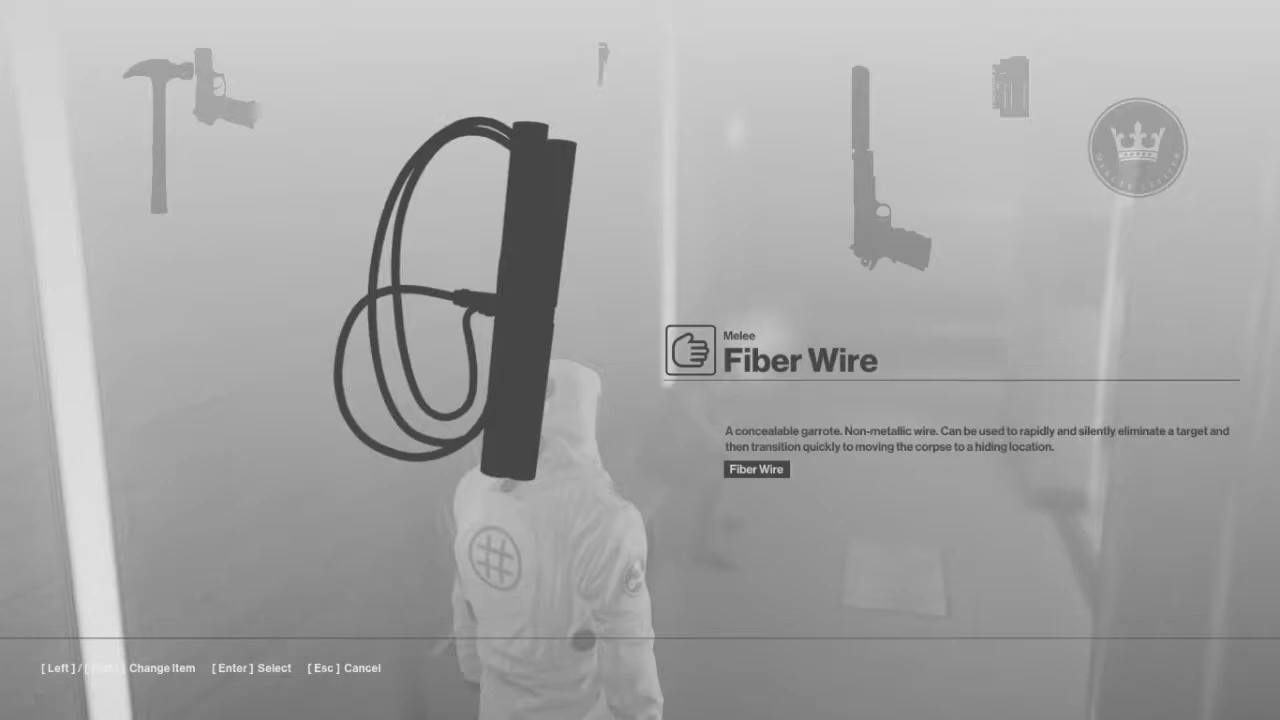 Melee
Fiber Wire
A concealable garrote. Non-metallic wire. Can be used to rapidly and silently eliminate a target and
then transition quickly to moving the corpse to a hiding location.
Fiber Wire
[ Left ] / [ ] Change Item [ Enter ] Select [ Esc ] Cancel